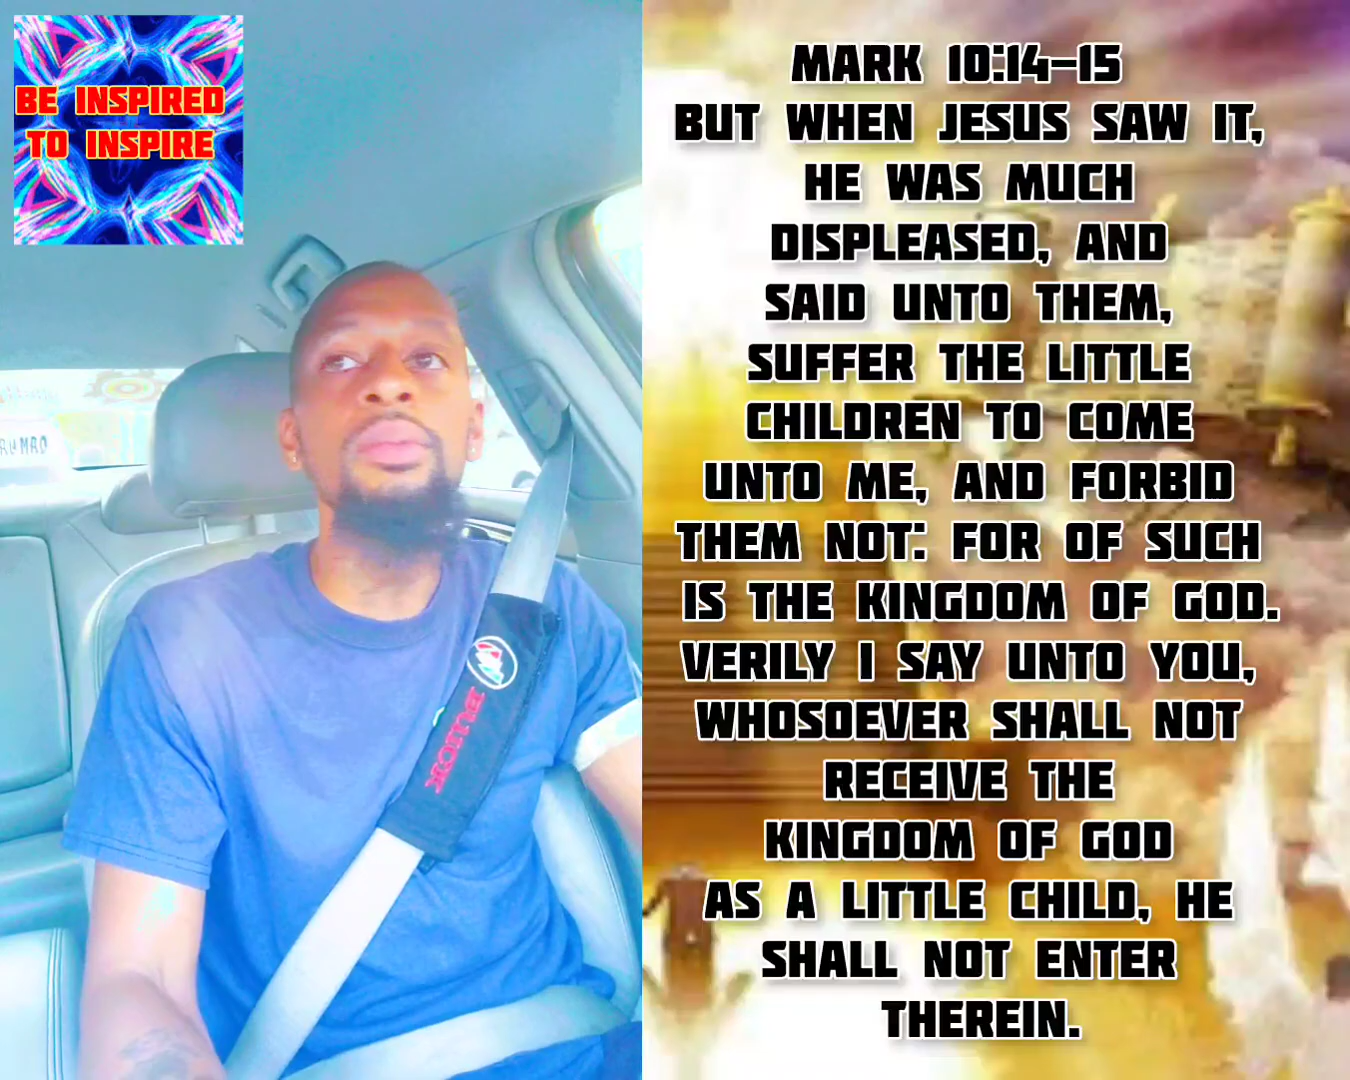 BE INSPIRED
TO INSPIRE
BUICK
MARK 10:14-15
BUT WHEN JESUS SAW IT,
HE WAS MUCH
DISPLEASED, AND
SAID UNTO THEM,
SUFFER THE LITTLE
CHILDREN TO COME
UNTO ME, AND FORBID
THEM NOT: FOR OF SUCH
IS THE KINGDOM OF GOD.
VERILY I SAY UNTO YOU,
WHOSOEVER SHALL NOT
RECEIVE THE
KINGDOM OF GOD
AS A LITTLE CHILD, HE
SHALL NOT ENTER
THEREIN.